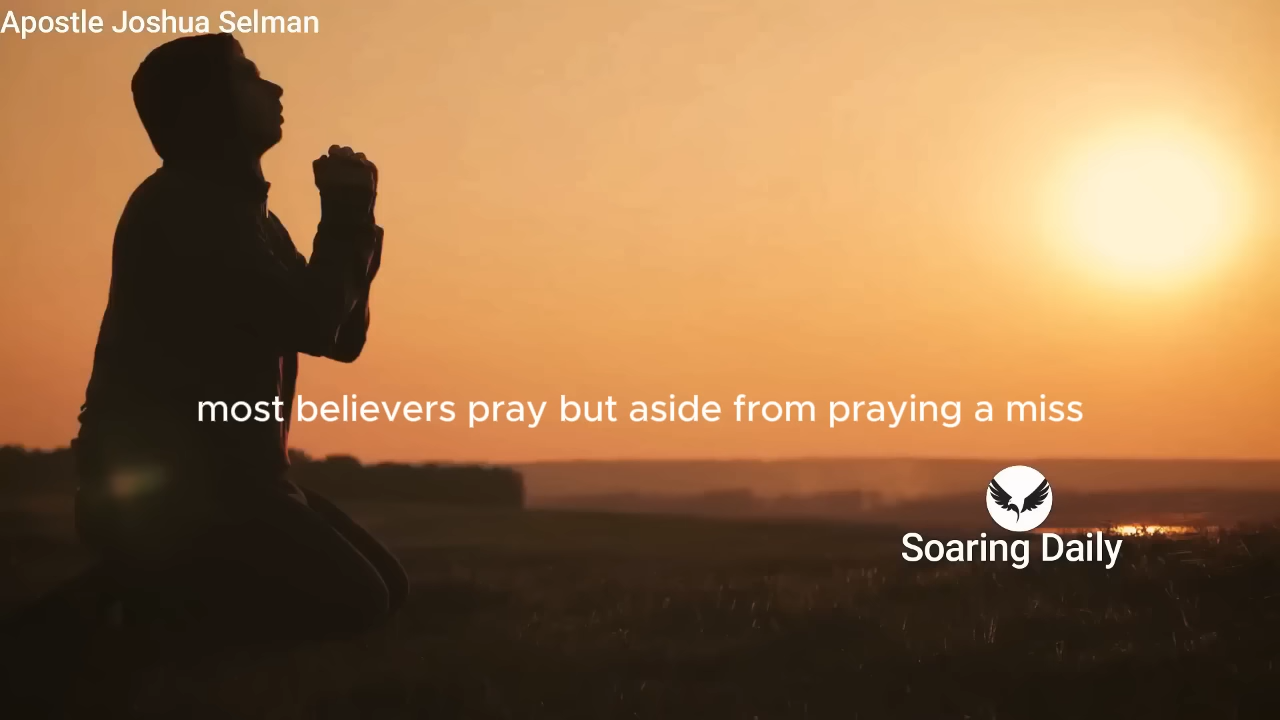 Apostle Joshua Selman
most believers pray but aside from praying a miss
Soaring Daily